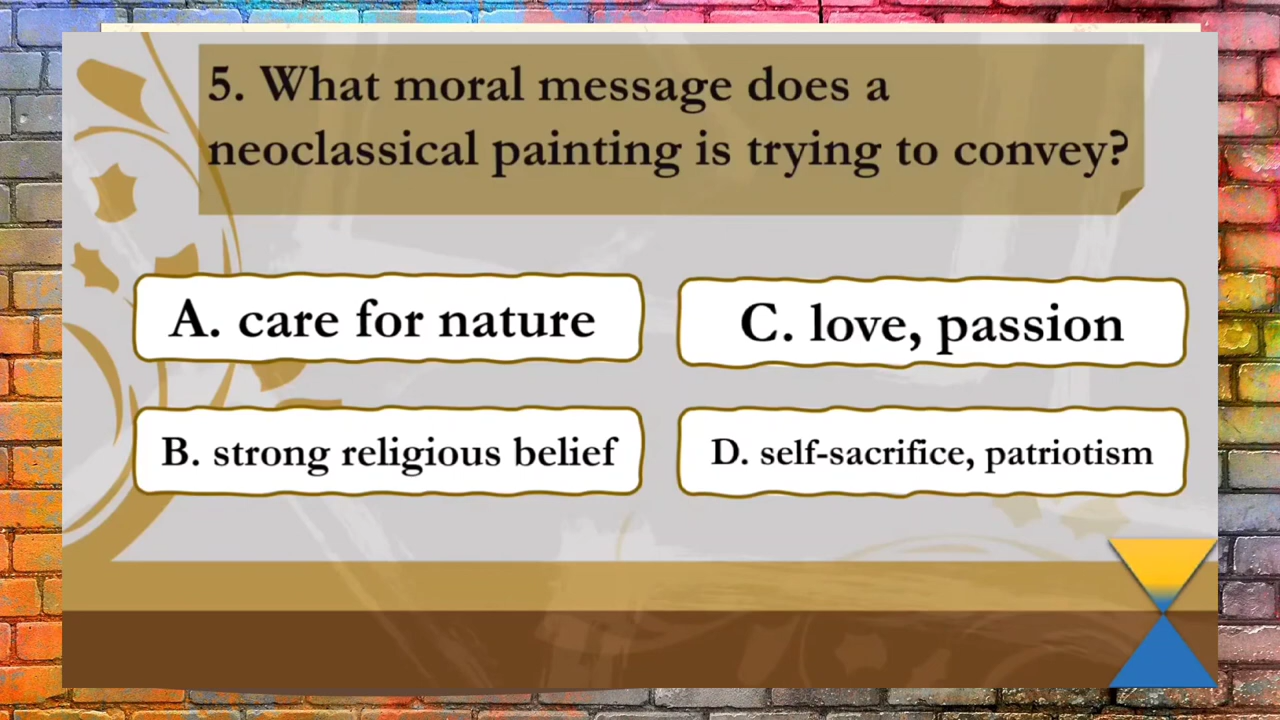 5. What moral message does a
neoclassical painting is trying to convey?
A. care for nature
C. love, passion
B. strong religious belief
D. self-sacrifice, patriotism